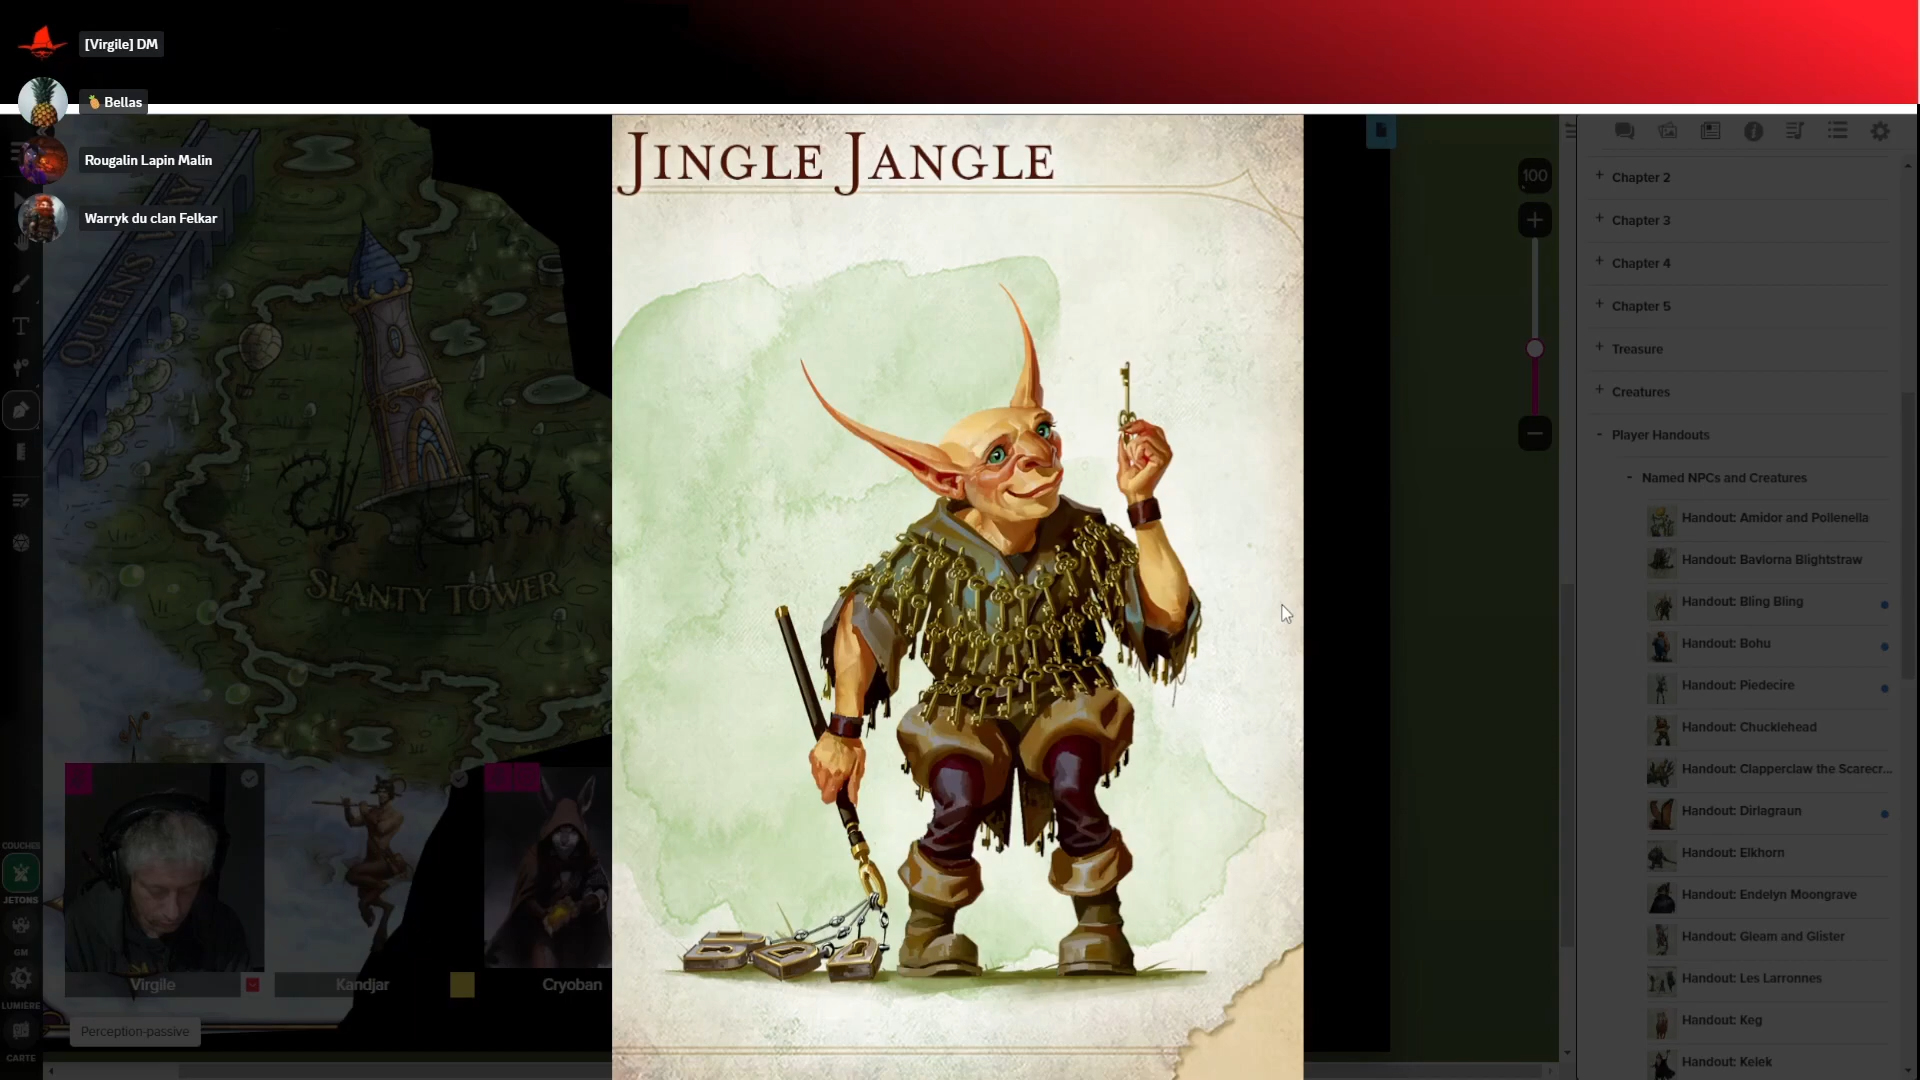 [Virgile] DM
Bellas
Rougalin Lapin Malin
Warryk du clan Felkar
JINGLE JANGLE
QUEENS WAY
SLANTY TOWER
100
Chapter 2
Chapter 3
Chapter 4
Chapter 5
Treasure
Creatures
Player Handouts
Named NPCs and Creatures
Handout: Amidor and Pollenella
Handout: Bavlorna Blightstraw
Handout: Bling Bling
Handout: Bohu
Handout: Piedecire
Handout: Chucklehead
Handout: Clapperclaw the Scarecr...
Handout: Dirlagraun
Handout: Elkhorn
Handout: Endelyn Moongrave
Handout: Gleam and Glister
Handout: Les Larronnes
Handout: Keg
Handout: Kelek
COUCHES
JETONS
GM
LUMIÈRE
CARTE
Virgile
Kandjar
Cryoban
Perception-passive